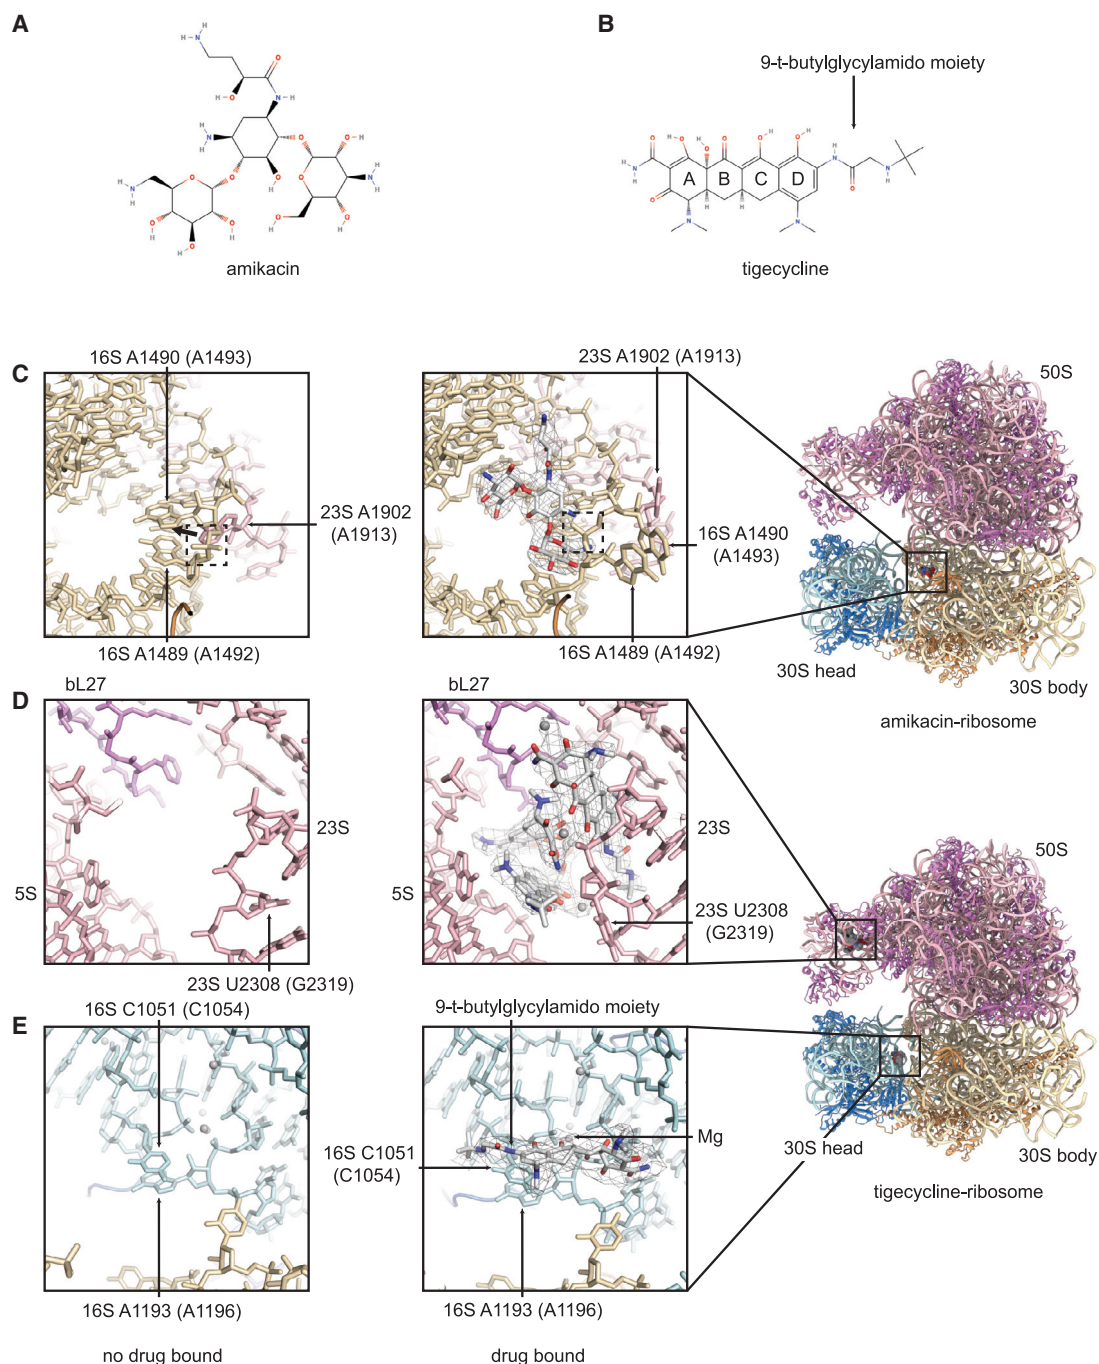 A
B
9-t-butylglycylamido moiety
A B C D
amikacin
tigecycline
C
16S A1490 (A1493)
23S A1902
(A1913)
16S A1489 (A1492)
23S A1902 (A1913)
16S A1490
(A1493)
16S A1489 (A1492)
50S
30S head
30S body
amikacin-ribosome
D
bL27
23S
5S
23S U2308 (G2319)
bL27
23S
23S U2308
(G2319)
50S
30S head
30S body
tigecycline-ribosome
E
16S C1051 (C1054)
16S A1193 (A1196)
no drug bound
9-t-butylglycylamido moiety
Mg
16S C1051
(C1054)
16S A1193 (A1196)
drug bound